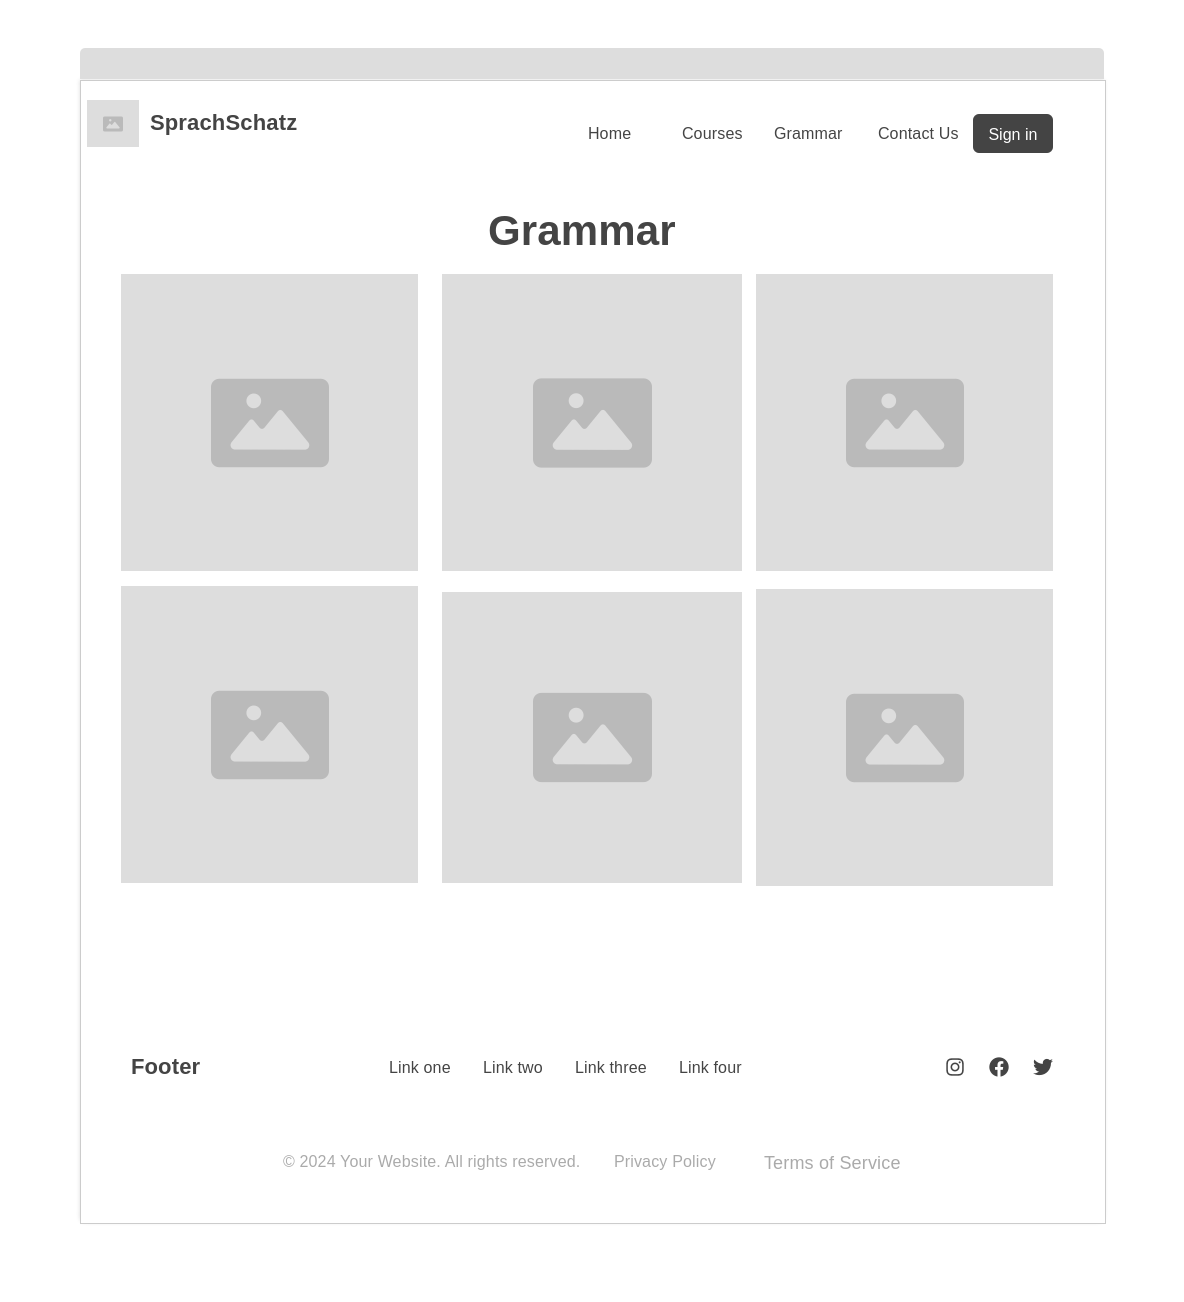 SprachSchatz
Home Courses Grammar Contact Us Sign in
Grammar
Footer Link one Link two Link three Link four
© 2024 Your Website. All rights reserved. Privacy Policy Terms of Service